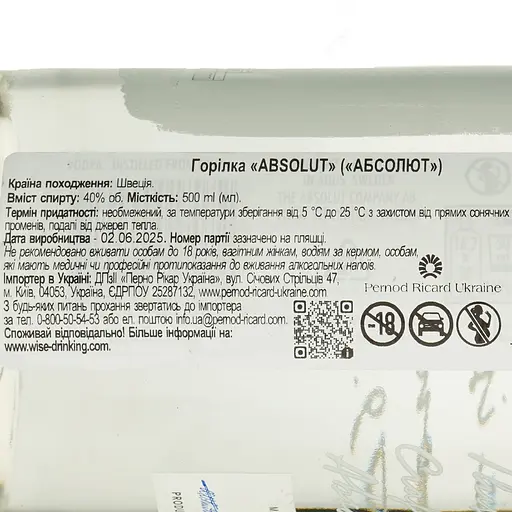 Горілка «ABSOLUT» («АБСОЛЮТ»)
Країна походження: Швеція.
Вміст спирту: 40% об. Місткість: 500 ml (мл).
Термін придатності: необмежений, за температури зберігання від 5 °С до 25 °С з захистом від прямих сонячних
променів, подалі від джерел тепла.
Дата виробництва - 02.06.2025. Номер партії зазначено на пляшці.
Не рекомендовано вживати особам до 18 років, вагітним жінкам, водіям за кермом, особам,
які мають медичні чи професійні протипоказання до вживання алкогольних напоїв.
Імпортер в Україні: ДПзІІ «Перно Рікар Україна», вул. Січових Стрільців 47,
м. Київ, 04053, Україна, ЄДРПОУ 25287132, www.pernod-ricard-ukraine.com
З будь-яких питань прохання звертатись до імпортеру
за тел. 0-800-50-54-53 або ел. поштою info.ua@pernod-ricard.com.
Споживай відповідально! Більше інформації на:
www.wise-drinking.com.
Pernod Ricard Ukraine
-18